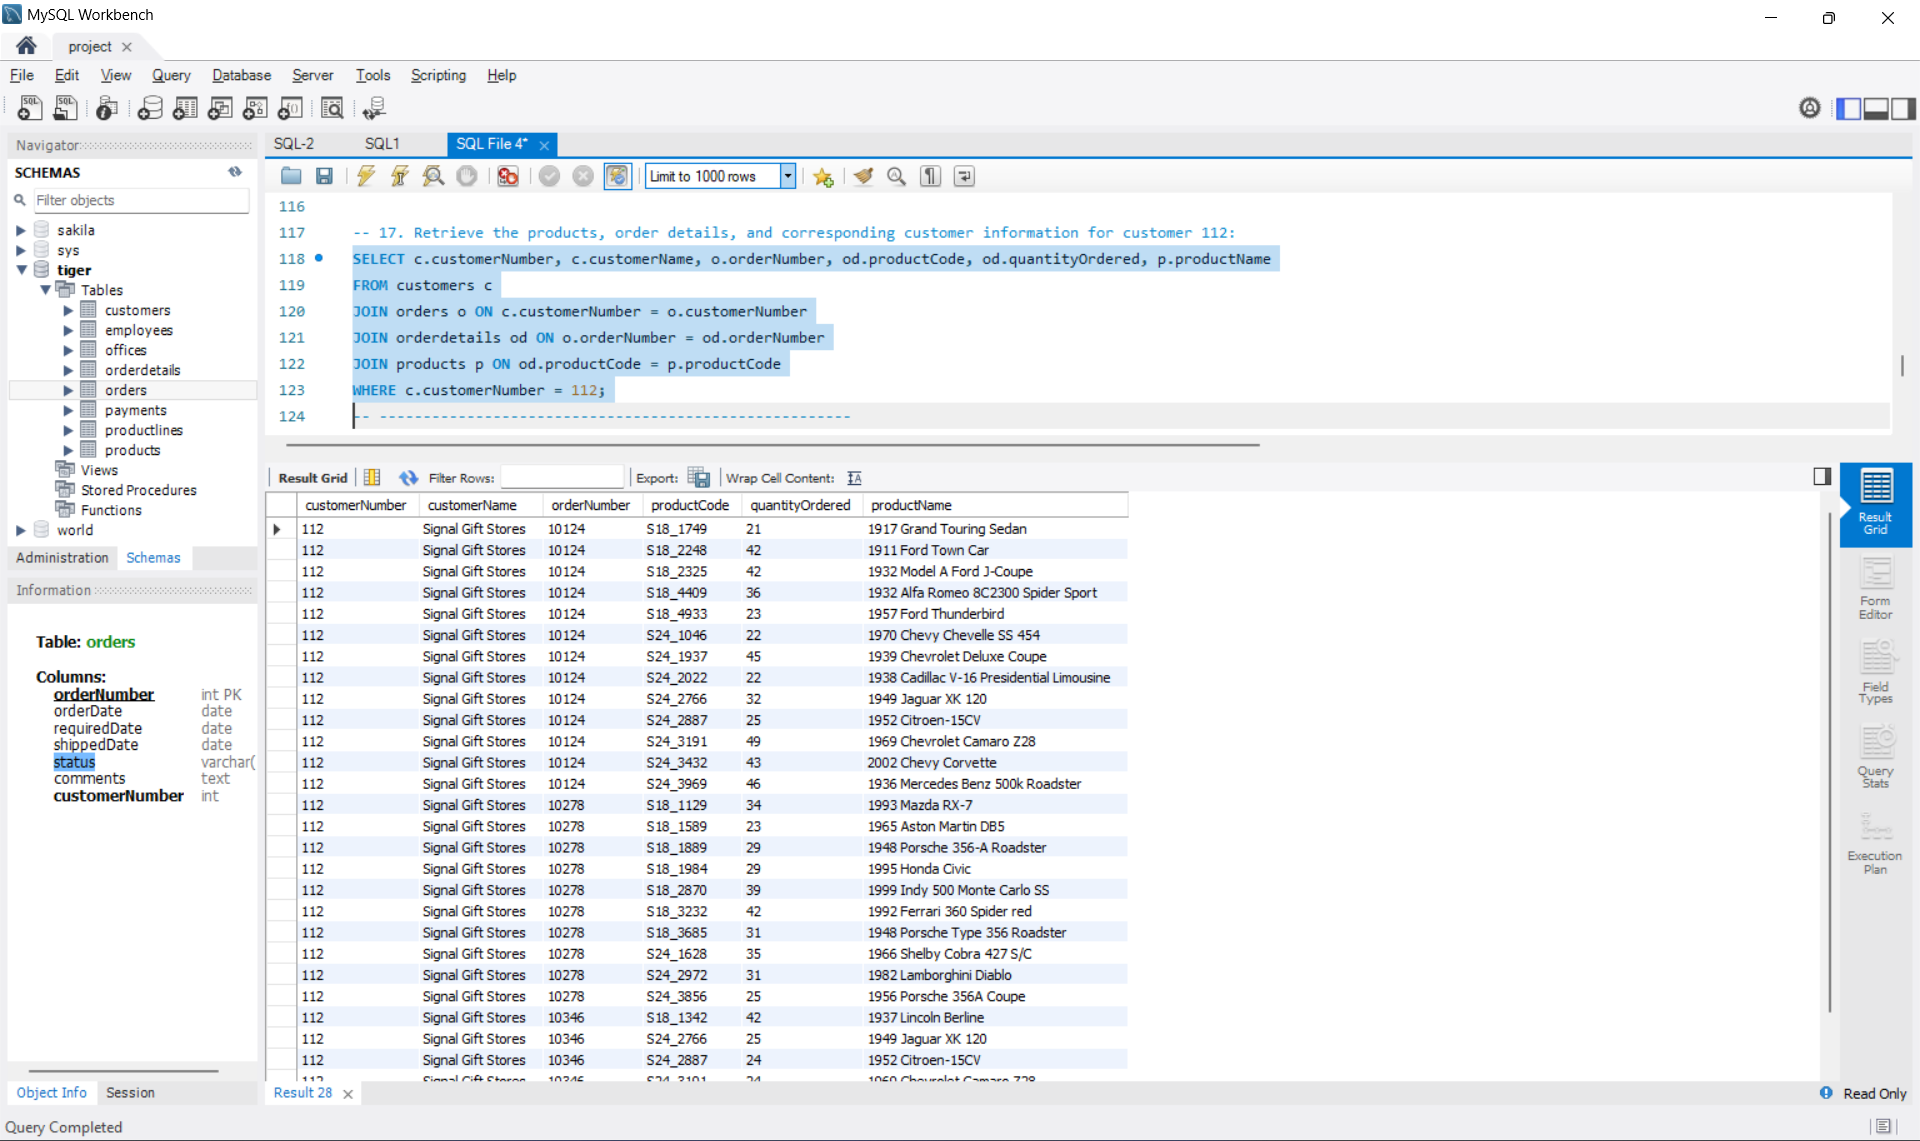 MySQL Workbench
project
File Edit View Query Database Server Tools Scripting Help
Navigator
SCHEMAS
Filter objects
sakila
sys
tiger
Tables
customers
employees
offices
orderdetails
orders
payments
productlines
products
Views
Stored Procedures
Functions
world
Administration Schemas
Information
Table: orders
Columns:
orderNumber int PK
orderDate date
requiredDate date
shippedDate date
status varchar(
comments text
customerNumber int
Object Info Session
Query Completed
SQL-2 SQL1 SQL File 4*
Limit to 1000 rows
116
117 -- 17. Retrieve the products, order details, and corresponding customer information for customer 112:
118 SELECT c.customerNumber, c.customerName, o.orderNumber, od.productCode, od.quantityOrdered, p.productName
119 FROM customers c
120 JOIN orders o ON c.customerNumber = o.customerNumber
121 JOIN orderdetails od ON o.orderNumber = od.orderNumber
122 JOIN products p ON od.productCode = p.productCode
123 WHERE c.customerNumber = 112;
124 -- ------------------------------------------------------
Result Grid Filter Rows: Export: Wrap Cell Content:
customerNumber customerName orderNumber productCode quantityOrdered productName
112 Signal Gift Stores 10124 S18_1749 21 1917 Grand Touring Sedan
112 Signal Gift Stores 10124 S18_2248 42 1911 Ford Town Car
112 Signal Gift Stores 10124 S18_2325 42 1932 Model A Ford J-Coupe
112 Signal Gift Stores 10124 S18_4409 36 1932 Alfa Romeo 8C2300 Spider Sport
112 Signal Gift Stores 10124 S18_4933 23 1957 Ford Thunderbird
112 Signal Gift Stores 10124 S24_1046 22 1970 Chevy Chevelle SS 454
112 Signal Gift Stores 10124 S24_1937 45 1939 Chevrolet Deluxe Coupe
112 Signal Gift Stores 10124 S24_2022 22 1938 Cadillac V-16 Presidential Limousine
112 Signal Gift Stores 10124 S24_2766 32 1949 Jaguar XK 120
112 Signal Gift Stores 10124 S24_2887 25 1952 Citroen-15CV
112 Signal Gift Stores 10124 S24_3191 49 1969 Chevrolet Camaro Z28
112 Signal Gift Stores 10124 S24_3432 43 2002 Chevy Corvette
112 Signal Gift Stores 10124 S24_3969 46 1936 Mercedes Benz 500k Roadster
112 Signal Gift Stores 10278 S18_1129 34 1993 Mazda RX-7
112 Signal Gift Stores 10278 S18_1589 23 1965 Aston Martin DB5
112 Signal Gift Stores 10278 S18_1889 29 1948 Porsche 356-A Roadster
112 Signal Gift Stores 10278 S18_1984 29 1995 Honda Civic
112 Signal Gift Stores 10278 S18_2870 39 1999 Indy 500 Monte Carlo SS
112 Signal Gift Stores 10278 S18_3232 42 1992 Ferrari 360 Spider red
112 Signal Gift Stores 10278 S18_3685 31 1948 Porsche Type 356 Roadster
112 Signal Gift Stores 10278 S24_1628 35 1966 Shelby Cobra 427 S/C
112 Signal Gift Stores 10278 S24_2972 31 1982 Lamborghini Diablo
112 Signal Gift Stores 10278 S24_3856 25 1956 Porsche 356A Coupe
112 Signal Gift Stores 10346 S18_1342 42 1937 Lincoln Berline
112 Signal Gift Stores 10346 S24_2766 25 1949 Jaguar XK 120
112 Signal Gift Stores 10346 S24_2887 24 1952 Citroen-15CV
112 Signal Gift Stores 10346 S24_3191 24 1969 Chevrolet Camaro Z28
Result 28
Result
Grid
Form
Editor
Field
Types
Query
Stats
Execution
Plan
Read Only